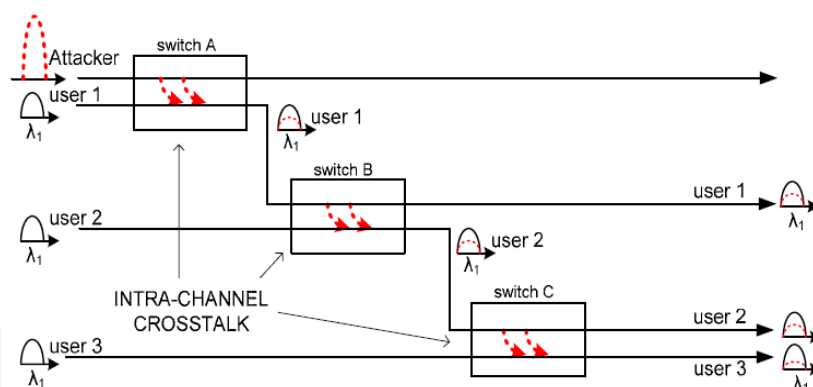 switch A
Attacker
user 1
λ1
user 1
λ1
switch B
user 1
λ1
user 2
λ1
user 2
λ1
switch C
INTRA-CHANNEL
CROSSTALK
user 2
λ1
user 3
λ1
user 3
λ1